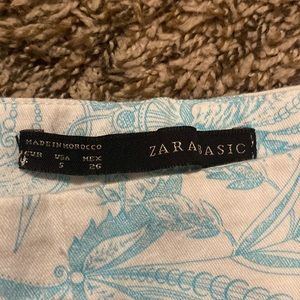 MADE IN MOROCCO
EUR USA MEX
S 26
ZARA BASIC